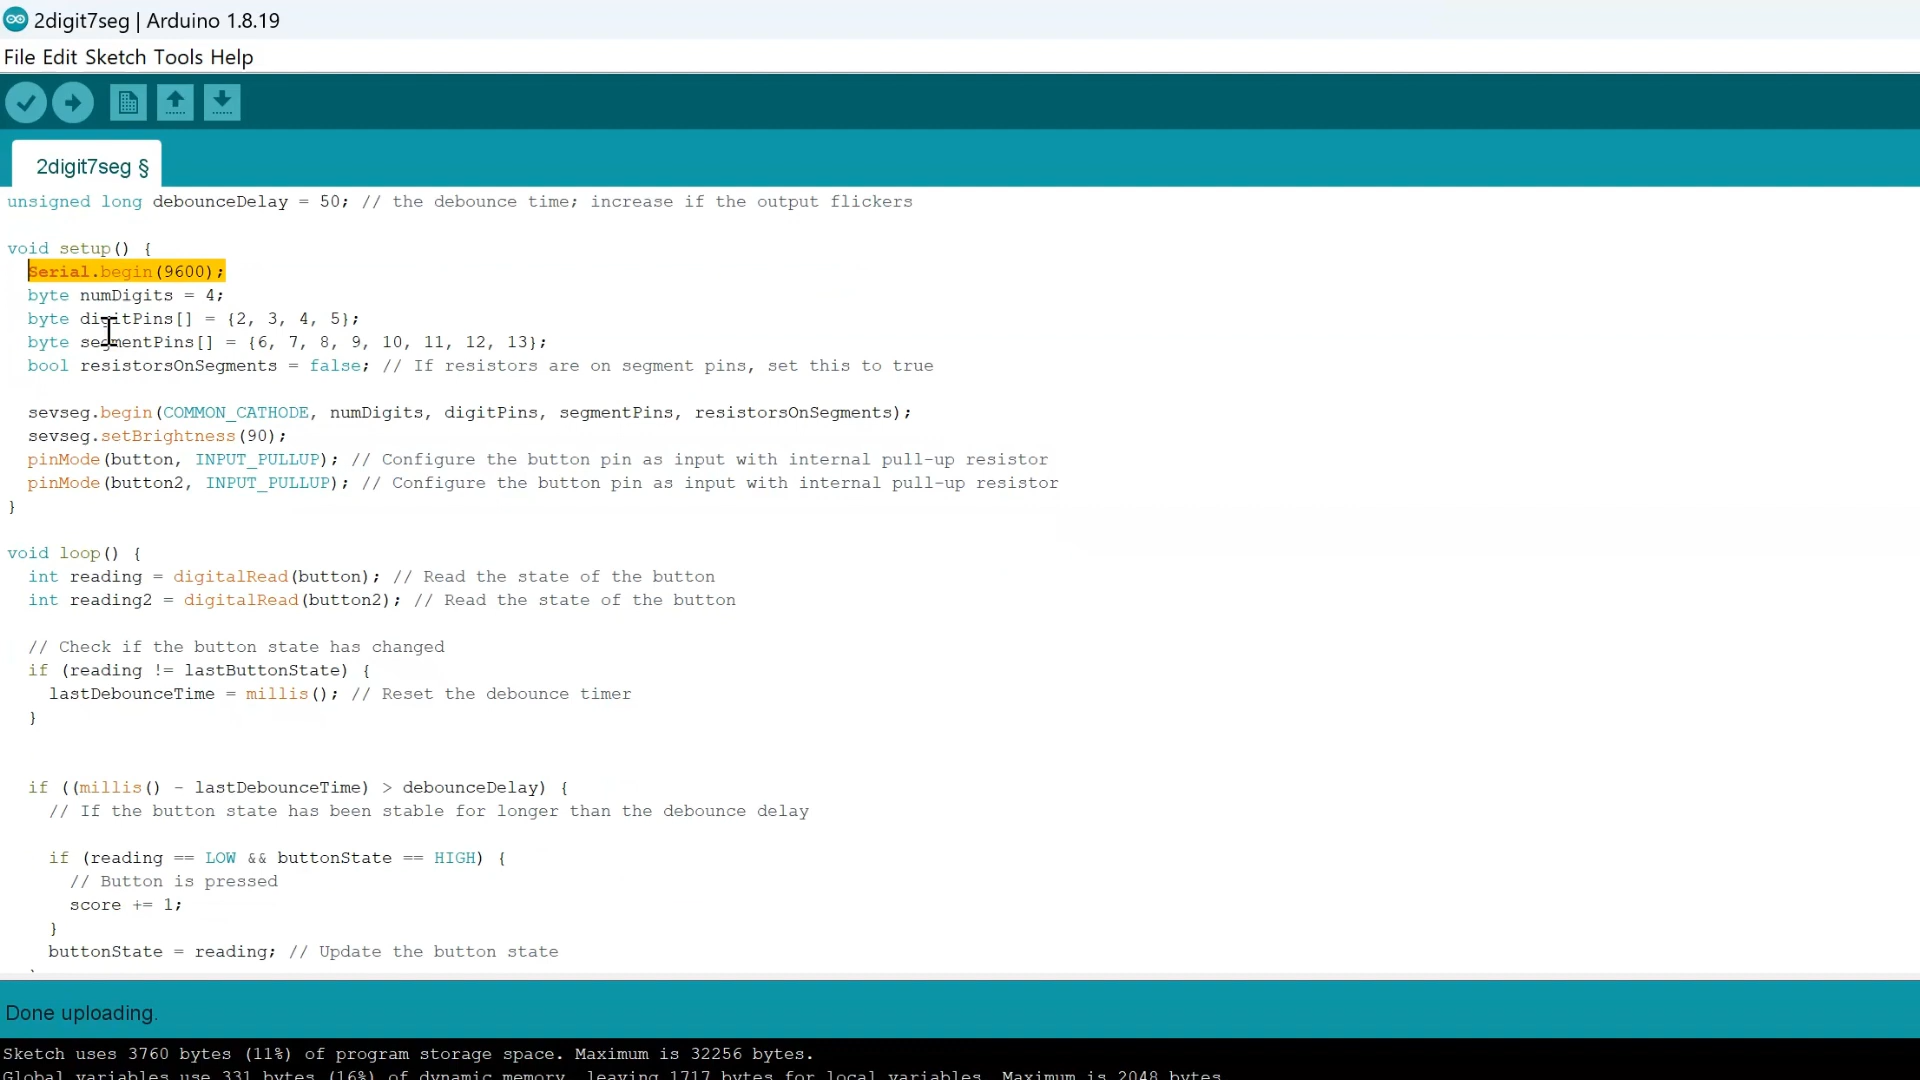 2digit7seg | Arduino 1.8.19
File Edit Sketch Tools Help
2digit7seg §
unsigned long debounceDelay = 50; // the debounce time; increase if the output flickers
void setup() {
Serial.begin(9600);
byte numDigits = 4;
byte digitPins[] = {2, 3, 4, 5};
byte segmentPins[] = {6, 7, 8, 9, 10, 11, 12, 13};
bool resistorsOnSegments = false; // If resistors are on segment pins, set this to true
sevseg.begin(COMMON_CATHODE, numDigits, digitPins, segmentPins, resistorsOnSegments);
sevseg.setBrightness(90);
pinMode(button, INPUT_PULLUP); // Configure the button pin as input with internal pull-up resistor
pinMode(button2, INPUT_PULLUP); // Configure the button pin as input with internal pull-up resistor
}
void loop() {
int reading = digitalRead(button); // Read the state of the button
int reading2 = digitalRead(button2); // Read the state of the button
// Check if the button state has changed
if (reading != lastButtonState) {
lastDebounceTime = millis(); // Reset the debounce timer
}
if ((millis() - lastDebounceTime) > debounceDelay) {
// If the button state has been stable for longer than the debounce delay
if (reading == LOW && buttonState == HIGH) {
// Button is pressed
score += 1;
}
buttonState = reading; // Update the button state
Done uploading.
Sketch uses 3760 bytes (11%) of program storage space. Maximum is 32256 bytes.
Global variables use 331 bytes (16%) of dynamic memory, leaving 1717 bytes for local variables. Maximum is 2048 bytes.